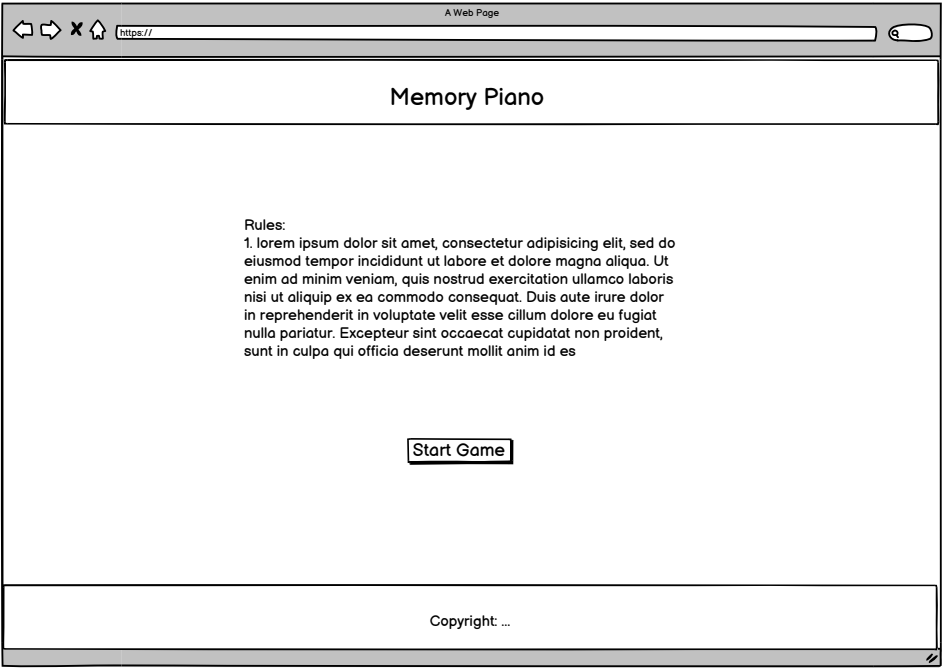 A Web Page
https://
Memory Piano
Rules:
1. lorem ipsum dolor sit amet, consectetur adipisicing elit, sed do
eiusmod tempor incididunt ut labore et dolore magna aliqua. Ut
enim ad minim veniam, quis nostrud exercitation ullamco laboris
nisi ut aliquip ex ea commodo consequat. Duis aute irure dolor
in reprehenderit in voluptate velit esse cillum dolore eu fugiat
nulla pariatur. Excepteur sint occaecat cupidatat non proident,
sunt in culpa qui officia deserunt mollit anim id es
Start Game
Copyright: ...